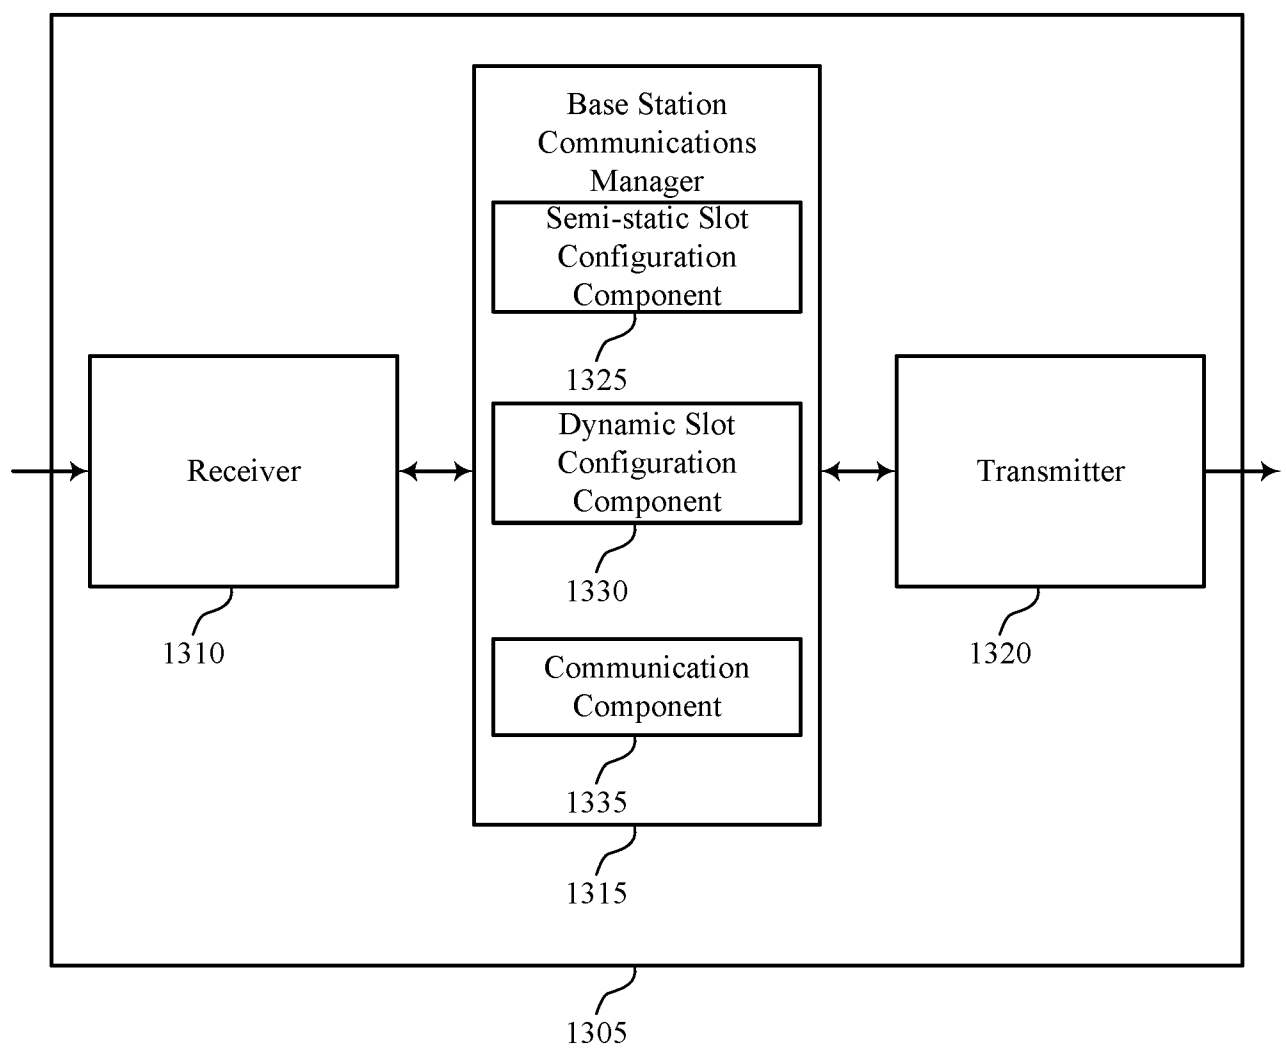 Base Station
Communications
Manager
Semi-static Slot
Configuration
Component
1325
Receiver
1310
Dynamic Slot
Configuration
Component
1330
Transmitter
1320
Communication
Component
1335
1315
1305